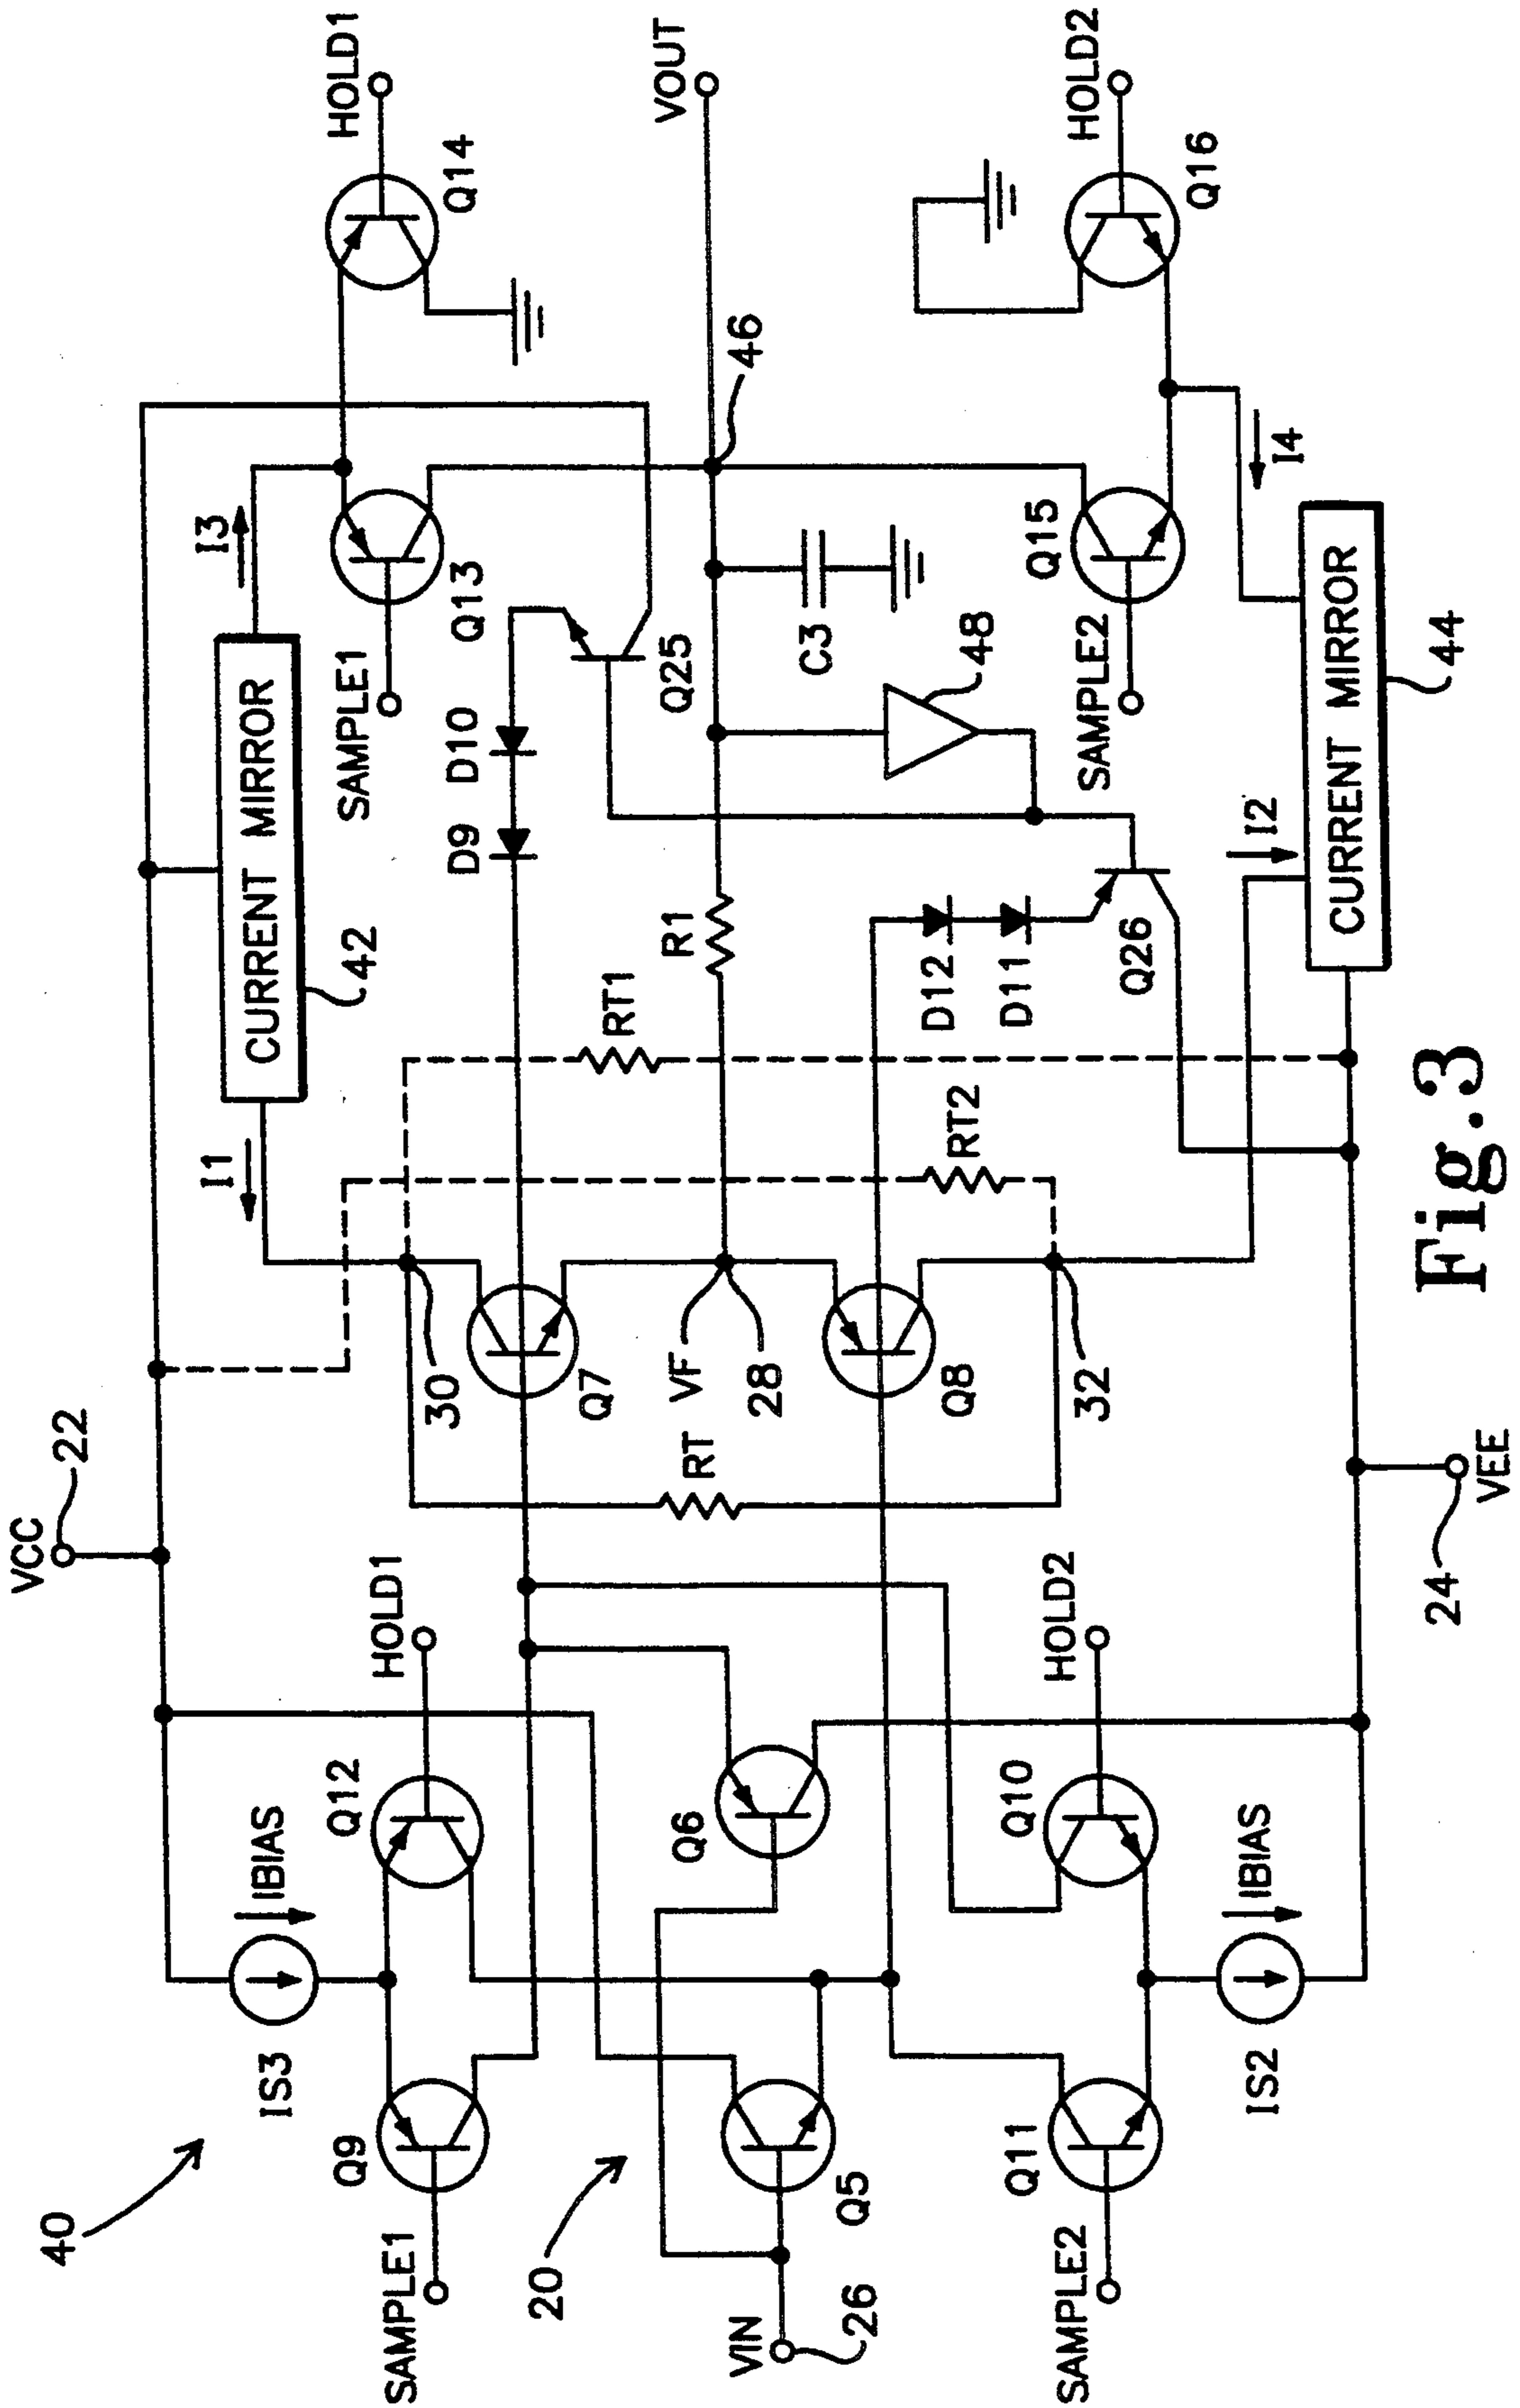 40
VCC
22
IS3
IBIAS
Q9
SAMPLE1
Q12
HOLD1
I1
CURRENT MIRROR
42
I3
SAMPLE1
Q13
Q14
HOLD1
D9
D10
Q25
30
Q7
RT1
RT
VF
28
R1
C3
46
VOUT
20
Q6
VIN
26
Q5
48
Q8
32
RT2
D12
D11
Q26
SAMPLE2
Q15
Q16
HOLD2
Q11
SAMPLE2
Q10
HOLD2
IS2
IBIAS
24
VEE
I2
CURRENT MIRROR
44
I4
Fig.3